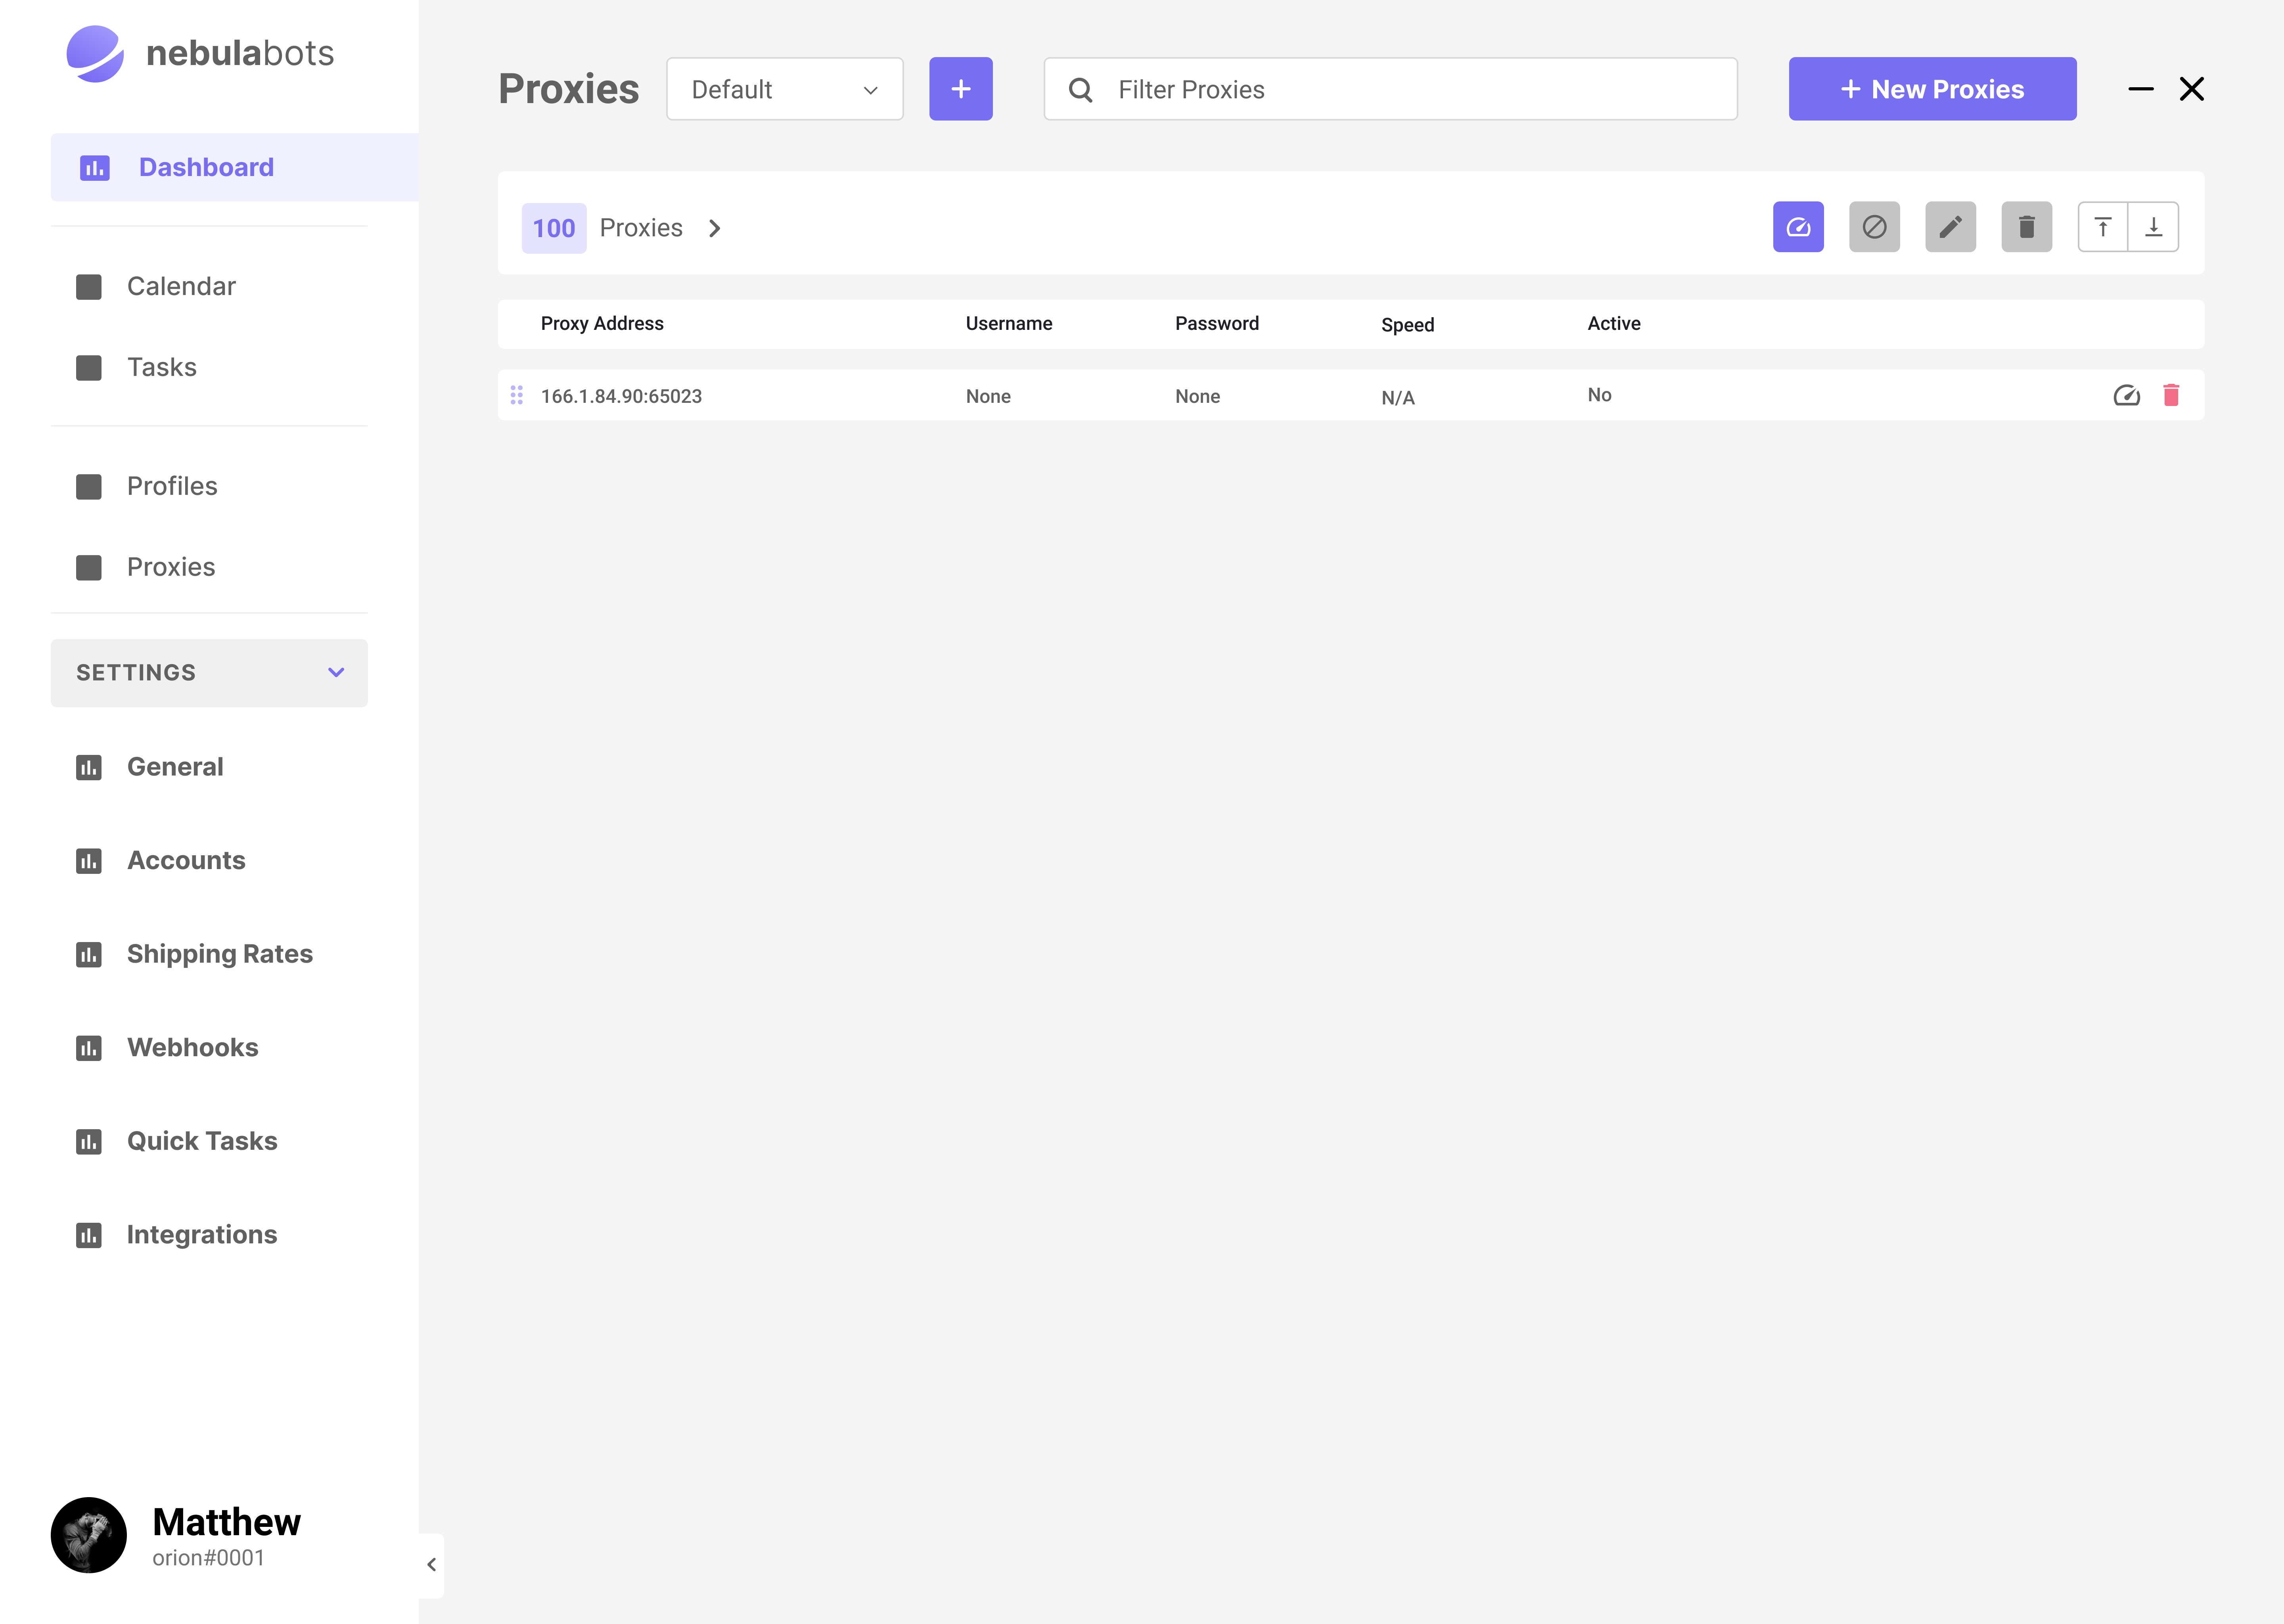 nebulabots
Dashboard
Calendar
Tasks
Profiles
Proxies
SETTINGS
General
Accounts
Shipping Rates
Webhooks
Quick Tasks
Integrations
Matthew
orion#0001
Proxies
Default
Filter Proxies
New Proxies
100 Proxies
Proxy Address Username Password Speed Active
166.1.84.90:65023 None None N/A No